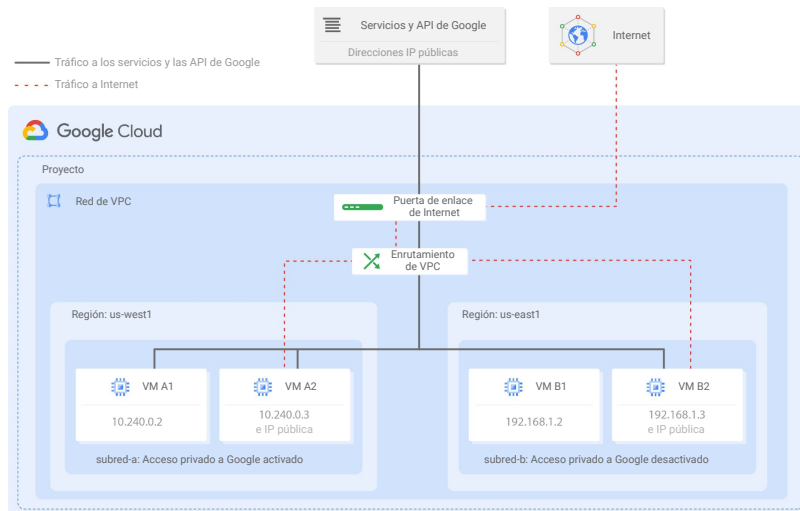 Servicios y API de Google
Direcciones IP públicas
Internet
Tráfico a los servicios y las API de Google
Tráfico a Internet
Google Cloud
Proyecto
Red de VPC
Puerta de enlace
de Internet
Enrutamiento
de VPC
Región: us-west1
Región: us-east1
VM A1
10.240.0.2
VM A2
10.240.0.3
e IP pública
VM B1
192.168.1.2
VM B2
192.168.1.3
e IP pública
subred-a: Acceso privado a Google activado
subred-b: Acceso privado a Google desactivado